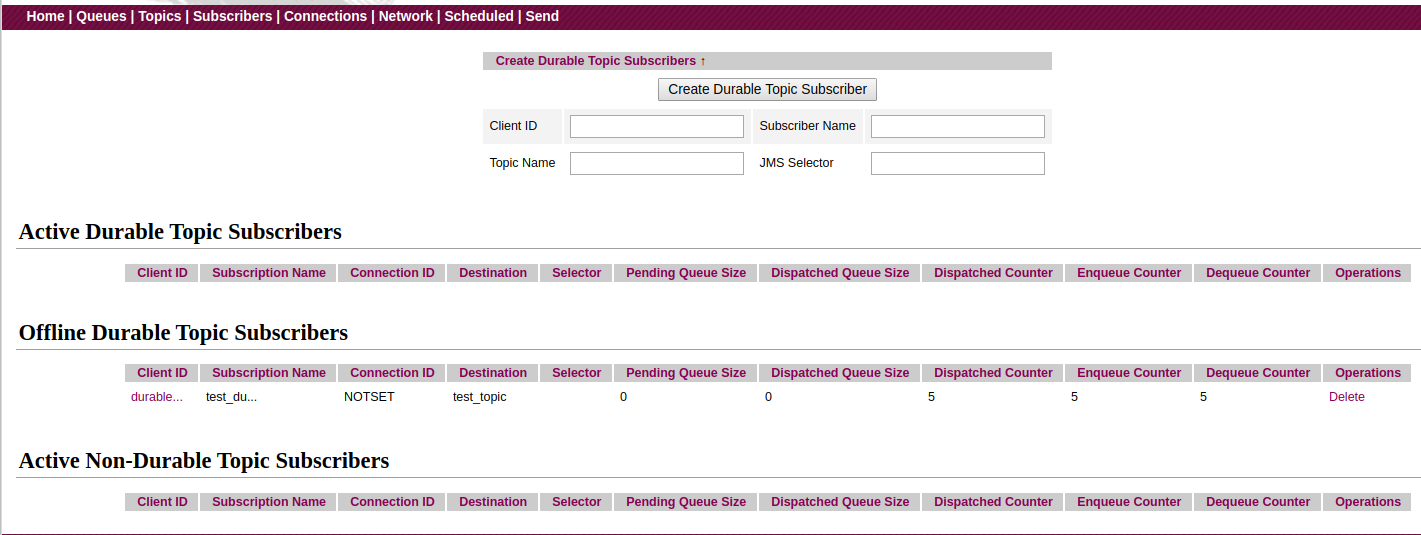 Home | Queues | Topics | Subscribers | Connections | Network | Scheduled | Send
Create Durable Topic Subscribers ↑
Create Durable Topic Subscriber
Client ID Subscriber Name
Topic Name JMS Selector
Active Durable Topic Subscribers
Client ID Subscription Name Connection ID Destination Selector Pending Queue Size Dispatched Queue Size Dispatched Counter Enqueue Counter Dequeue Counter Operations
Offline Durable Topic Subscribers
Client ID Subscription Name Connection ID Destination Selector Pending Queue Size Dispatched Queue Size Dispatched Counter Enqueue Counter Dequeue Counter Operations
durable... test_du... NOTSET test_topic 0 0 5 5 5 Delete
Active Non-Durable Topic Subscribers
Client ID Subscription Name Connection ID Destination Selector Pending Queue Size Dispatched Queue Size Dispatched Counter Enqueue Counter Dequeue Counter Operations